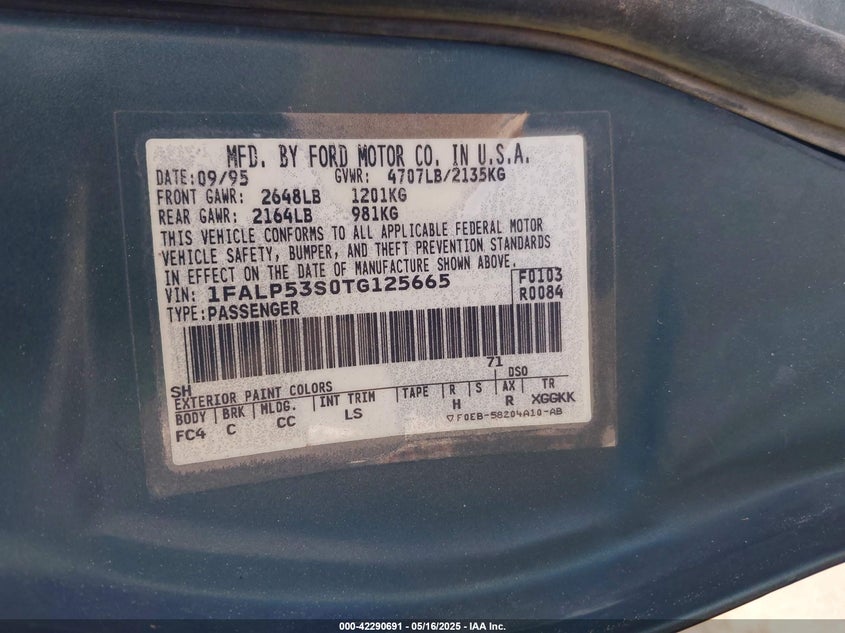 MFD. BY FORD MOTOR CO. IN U.S.A.
DATE: 09/95 GVWR: 4707LB/2135KG
FRONT GAWR: 2648LB 1201KG
REAR GAWR: 2164LB 981KG
THIS VEHICLE CONFORMS TO ALL APPLICABLE FEDERAL MOTOR
VEHICLE SAFETY, BUMPER, AND THEFT PREVENTION STANDARDS
IN EFFECT ON THE DATE OF MANUFACTURE SHOWN ABOVE.
VIN: 1FALP53S0TG125665 F0103
TYPE: PASSENGER R0084
SH 71
EXTERIOR PAINT COLORS DSO
BODY BRK MLDG. INT TRIM TAPE R S AX TR
FC4 C CC LS H R XGGKK
▽F0EB-58204A10-AB
000-42290691 - 05/16/2025 - IAA Inc.